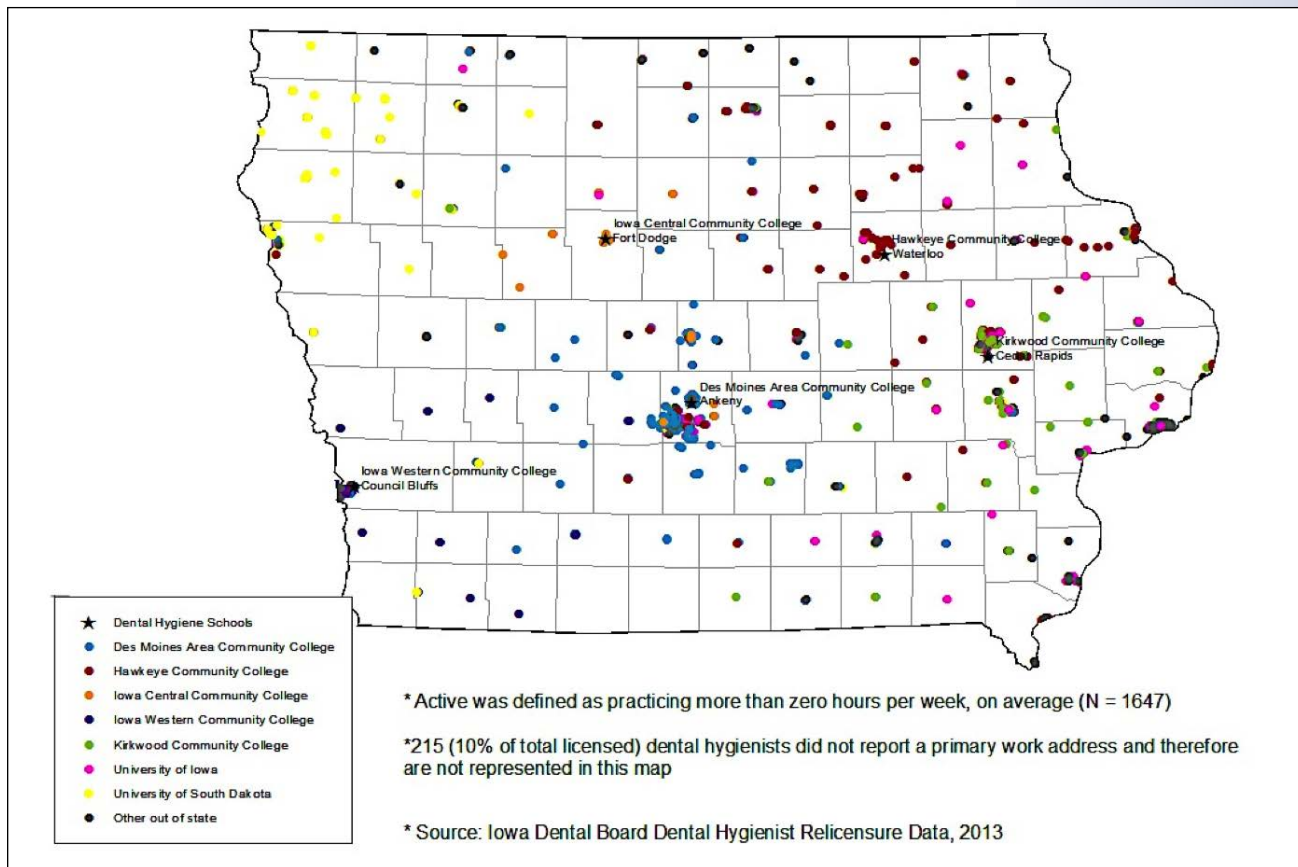 Iowa Central Community College
Fort Dodge
Hawkeye Community College
Waterloo
Kirkwood Community College
Cedar Rapids
Des Moines Area Community College
Ankeny
Iowa Western Community College
Council Bluffs
Dental Hygiene Schools
Des Moines Area Community College
Hawkeye Community College
Iowa Central Community College
Iowa Western Community College
Kirkwood Community College
University of Iowa
University of South Dakota
Other out of state
* Active was defined as practicing more than zero hours per week, on average (N = 1647)
*215 (10% of total licensed) dental hygienists did not report a primary work address and therefore
are not represented in this map
* Source: Iowa Dental Board Dental Hygienist Relicensure Data, 2013